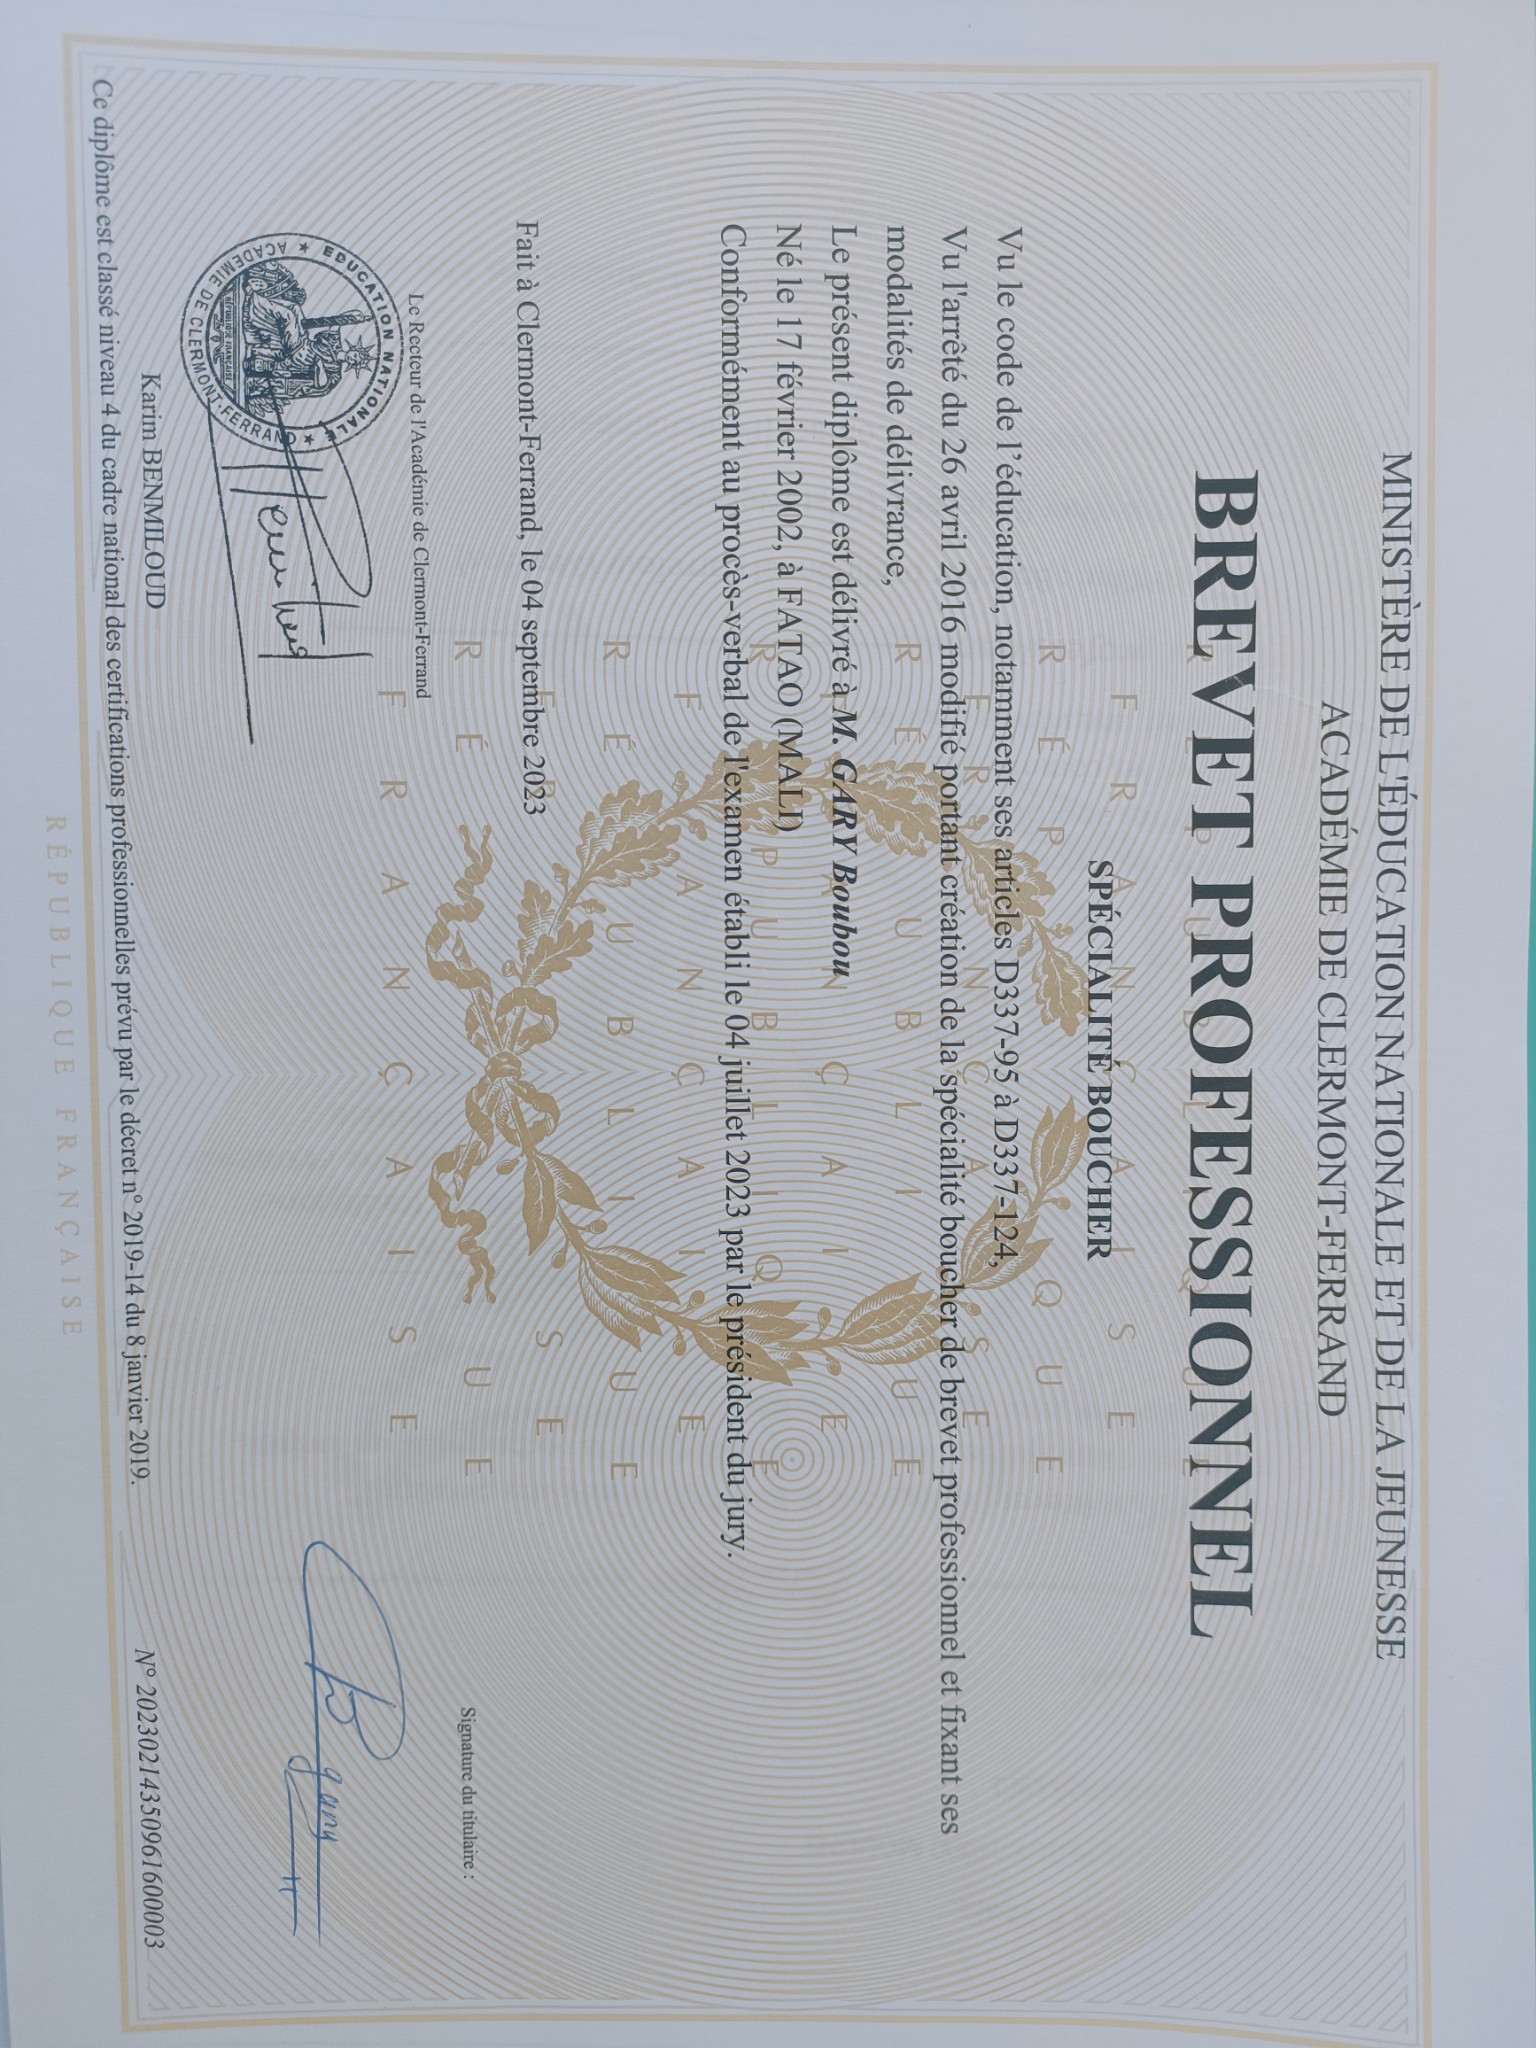 MINISTÈRE DE L'ÉDUCATION NATIONALE ET DE LA JEUNESSE
ACADÉMIE DE CLERMONT-FERRAND
BREVET PROFESSIONNEL
SPÉCIALITÉ BOUCHER
Vu le code de l’éducation, notamment ses articles D337-95 à D337-124,
Vu l'arrêté du 26 avril 2016 modifié portant création de la spécialité boucher de brevet professionnel et fixant ses
modalités de délivrance,
Le présent diplôme est délivré à M. GARY Boubou
Né le 17 février 2002, à FATAO (MALI)
Conformément au procès-verbal de l'examen établi le 04 juillet 2023 par le président du jury.
Fait à Clermont-Ferrand, le 04 septembre 2023
Le Recteur de l'Académie de Clermont-Ferrand
Signature du titulaire :
EDUCATION NATIONALE
ACADEMIE DE CLERMONT-FERRAND
RÉPUBLIQUE FRANÇAISE
B gary
Karim BENMILOUD
N° 20230214350961600003
Ce diplôme est classé niveau 4 du cadre national des certifications professionnelles prévu par le décret n° 2019-14 du 8 janvier 2019.
RÉPUBLIQUE FRANÇAISE